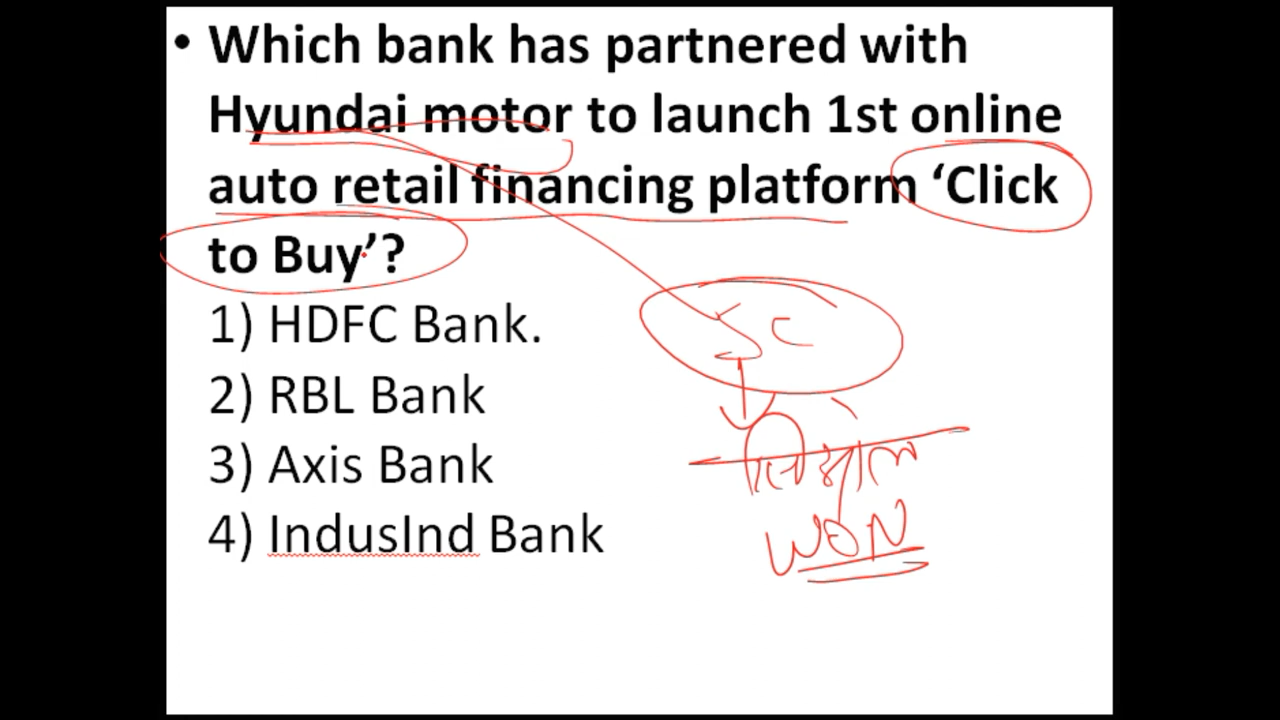 • Which bank has partnered with
Hyundai motor to launch 1st online
auto retail financing platform ‘Click
to Buy’?
1) HDFC Bank.
2) RBL Bank
3) Axis Bank
4) IndusInd Bank
SC
WON